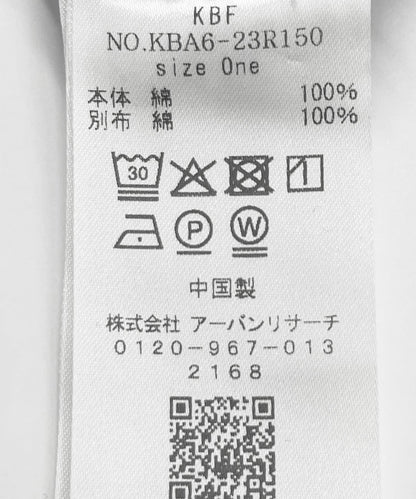 KBF
NO.KBA6-23R150
size One
本体 綿 100%
別布 綿 100%
30
P W
中国製
株式会社 アーバンリサーチ
0120-967-013
2168